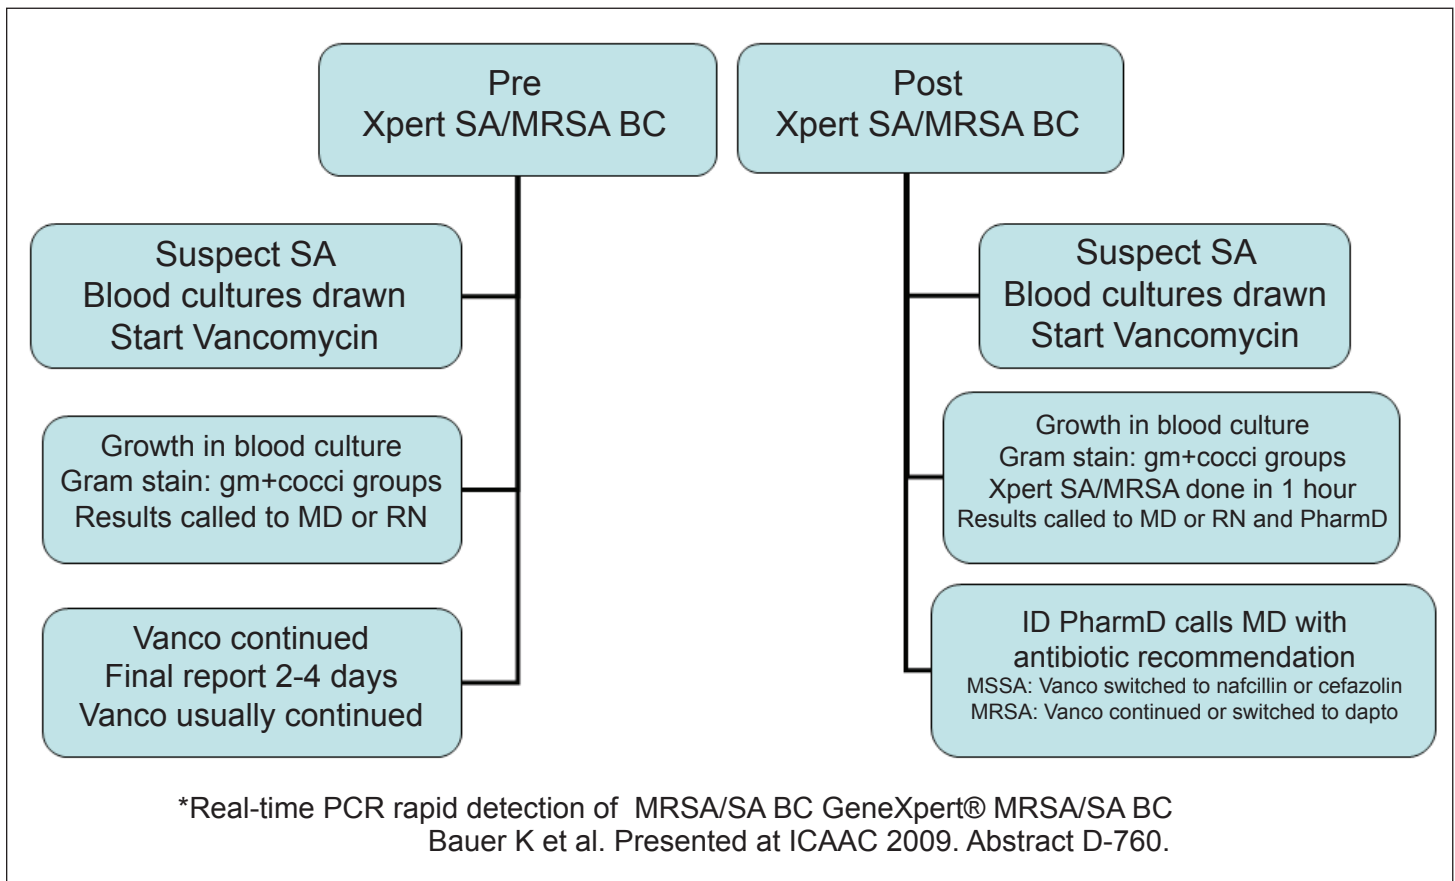 Pre
Xpert SA/MRSA BC
Suspect SA
Blood cultures drawn
Start Vancomycin
Growth in blood culture
Gram stain: gm+cocci groups
Results called to MD or RN
Vanco continued
Final report 2-4 days
Vanco usually continued
Post
Xpert SA/MRSA BC
Suspect SA
Blood cultures drawn
Start Vancomycin
Growth in blood culture
Gram stain: gm+cocci groups
Xpert SA/MRSA done in 1 hour
Results called to MD or RN and PharmD
ID PharmD calls MD with
antibiotic recommendation
MSSA: Vanco switched to nafcillin or cefazolin
MRSA: Vanco continued or switched to dapto
*Real-time PCR rapid detection of MRSA/SA BC GeneXpert® MRSA/SA BC
Bauer K et al. Presented at ICAAC 2009. Abstract D-760.